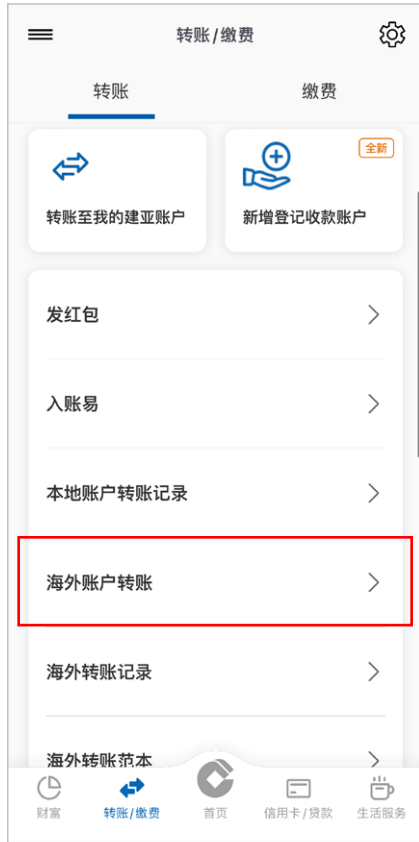 转账/缴费
转账
缴费
全新
转账至我的建亚账户
新增登记收款账户
发红包
入账易
本地账户转账记录
海外账户转账
海外转账记录
海外转账范本
财富
转账/缴费
首页
信用卡/贷款
生活服务